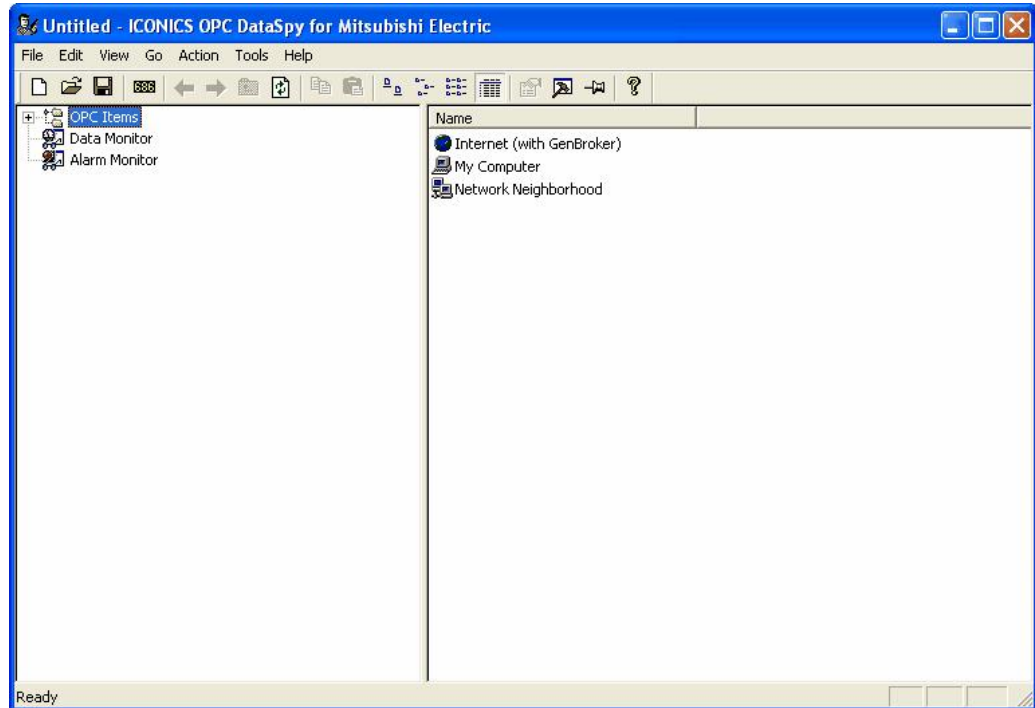 Untitled - ICONICS OPC DataSpy for Mitsubishi Electric
File Edit View Go Action Tools Help
OPC Items
Data Monitor
Alarm Monitor
Name
Internet (with GenBroker)
My Computer
Network Neighborhood
Ready